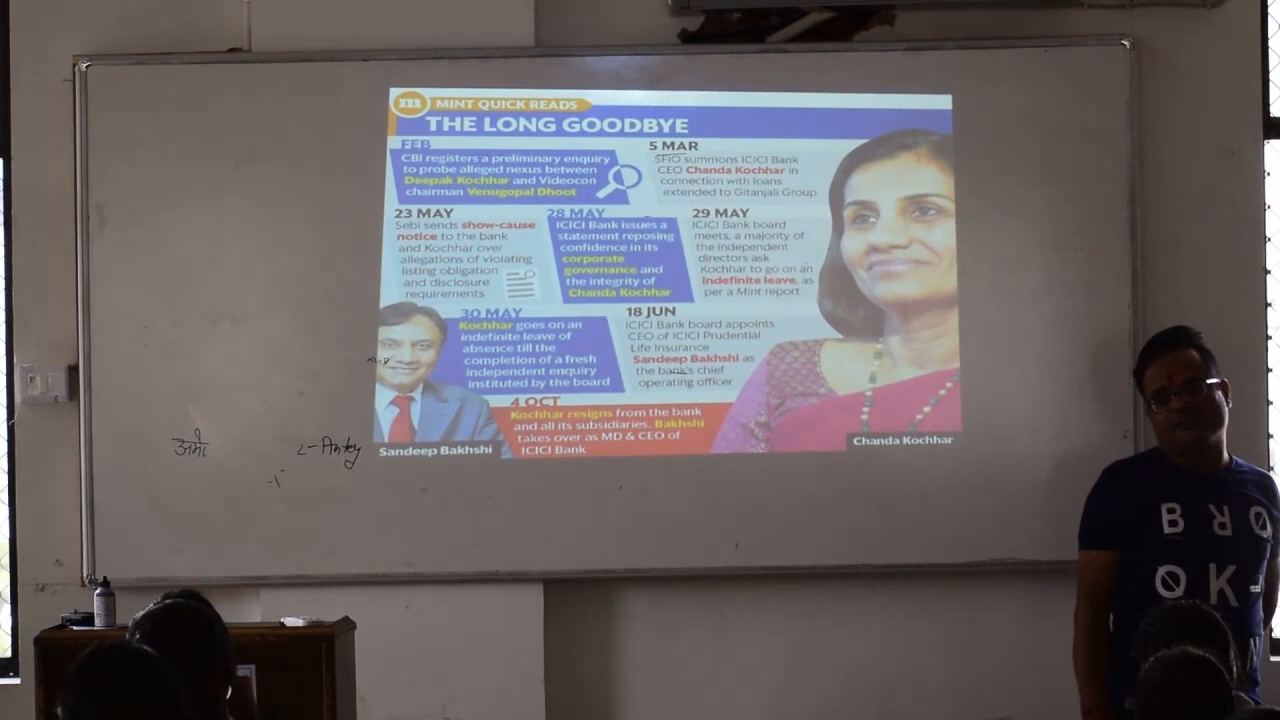 m MINT QUICK READS
THE LONG GOODBYE
FEB
CBI registers a preliminary enquiry
to probe alleged nexus between
Deepak Kochhar and Videocon
chairman Venugopal Dhoot
5 MAR
SFIO summons ICICI Bank
CEO Chanda Kochhar in
connection with loans
extended to Gitanjali Group
23 MAY
Sebi sends show-cause
notice to the bank
and Kochhar over
allegations of violating
listing obligation
and disclosure
requirements
28 MAY
ICICI Bank issues a
statement reposing
confidence in its
corporate
governance and
the integrity of
Chanda Kochhar
29 MAY
ICICI Bank board
meets, a majority of
the independent
directors ask
Kochhar to go on an
indefinite leave, as
per a Mint report
30 MAY
Kochhar goes on an
indefinite leave of
absence till the
completion of a fresh
independent enquiry
instituted by the board
18 JUN
ICICI Bank board appoints
CEO of ICICI Prudential
Life Insurance
Sandeep Bakhshi as
the bank's chief
operating officer
4 OCT
Kochhar resigns from the bank
and all its subsidiaries, Bakhshi
takes over as MD & CEO of
ICICI Bank
Sandeep Bakhshi
Chanda Kochhar
B R O
O K